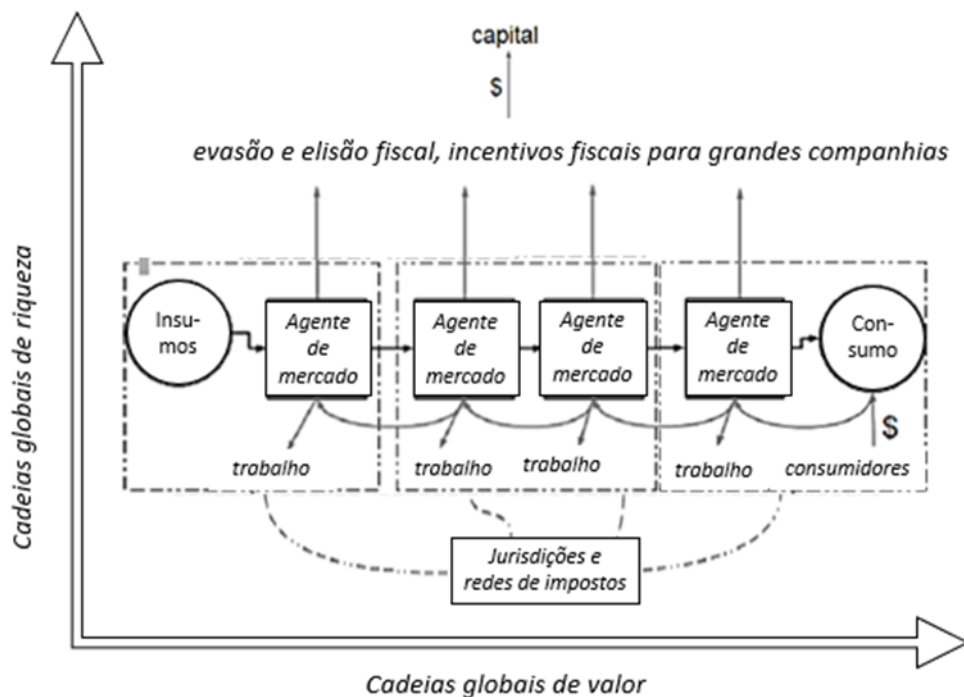 capital
$
evasão e elisão fiscal, incentivos fiscais para grandes companhias
Cadeias globais de riqueza
Insu-
mos
Agente
de
mercado
Agente
de
mercado
Agente
de
mercado
Agente
de
mercado
Con-
sumo
$
trabalho
trabalho
trabalho
trabalho
consumidores
Jurisdições e
redes de impostos
Cadeias globais de valor